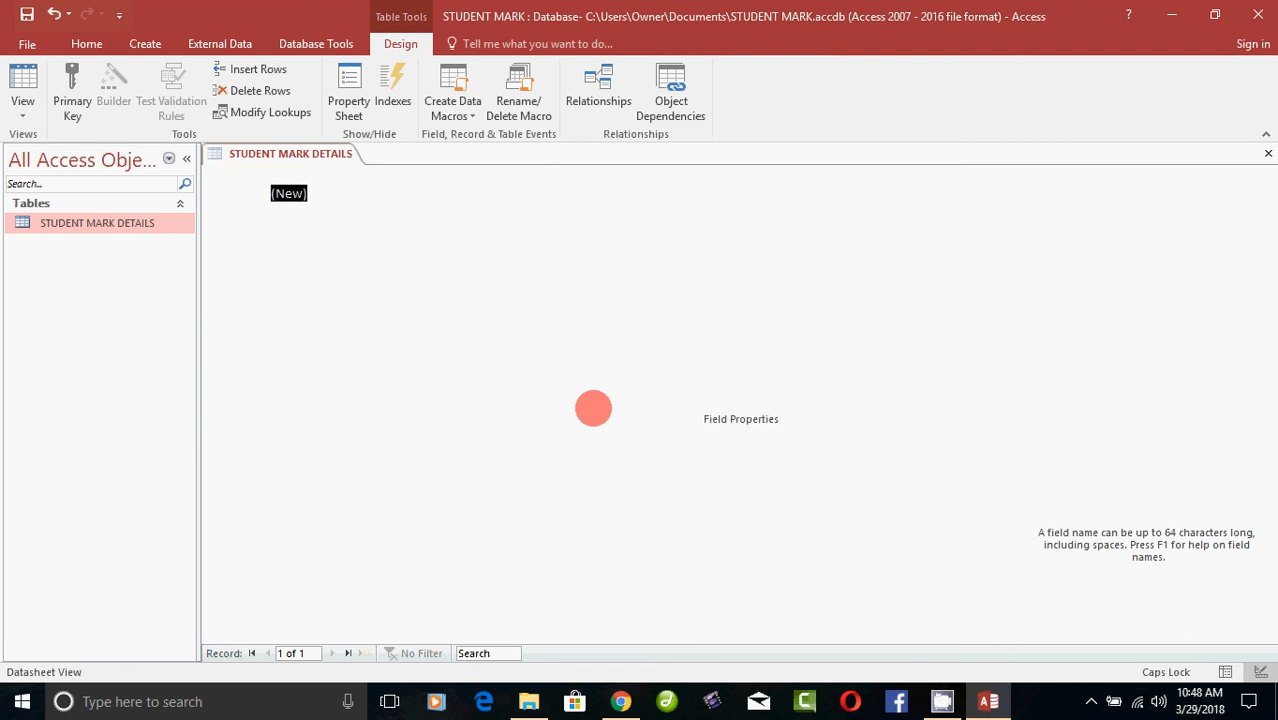 Table Tools
STUDENT MARK : Database- C:\Users\Owner\Documents\STUDENT MARK.accdb (Access 2007 - 2016 file format) - Access
?
File
Home
Create
External Data
Database Tools
Design
Tell me what you want to do...
Sign in
View
Primary
Key
Builder
Test Validation
Rules
Insert Rows
Delete Rows
Modify Lookups
Property
Sheet
Indexes
Create Data
Macros
Rename/
Delete Macro
Relationships
Object
Dependencies
Views
Tools
Show/Hide
Field, Record & Table Events
Relationships
All Access Obje...
Search...
Tables
STUDENT MARK DETAILS
STUDENT MARK DETAILS
(New)
Field Properties
A field name can be up to 64 characters long,
including spaces. Press F1 for help on field
names.
Record:
1 of 1
No Filter
Search
Datasheet View
Caps Lock
Type here to search
10:48 AM
3/29/2018